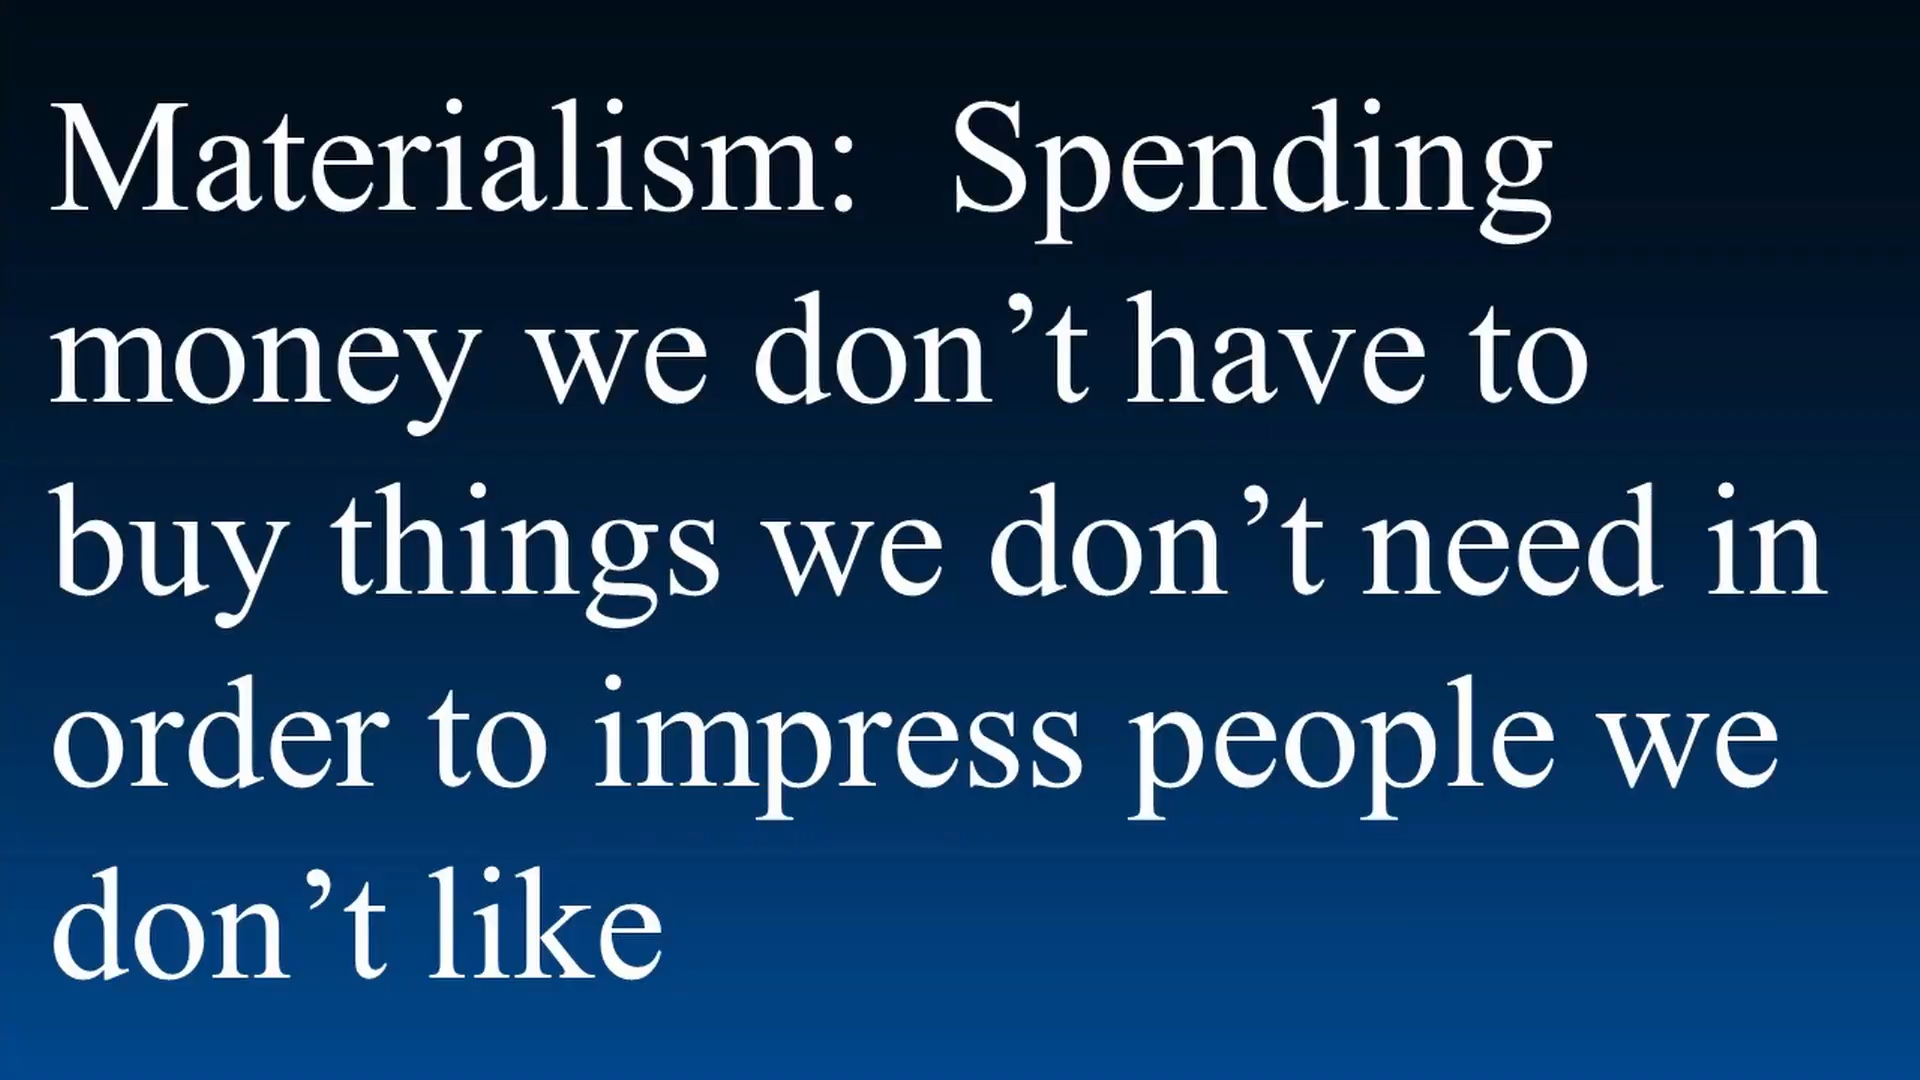 Materialism:  Spending
money we don’t have to
buy things we don’t need in
order to impress people we
don’t like